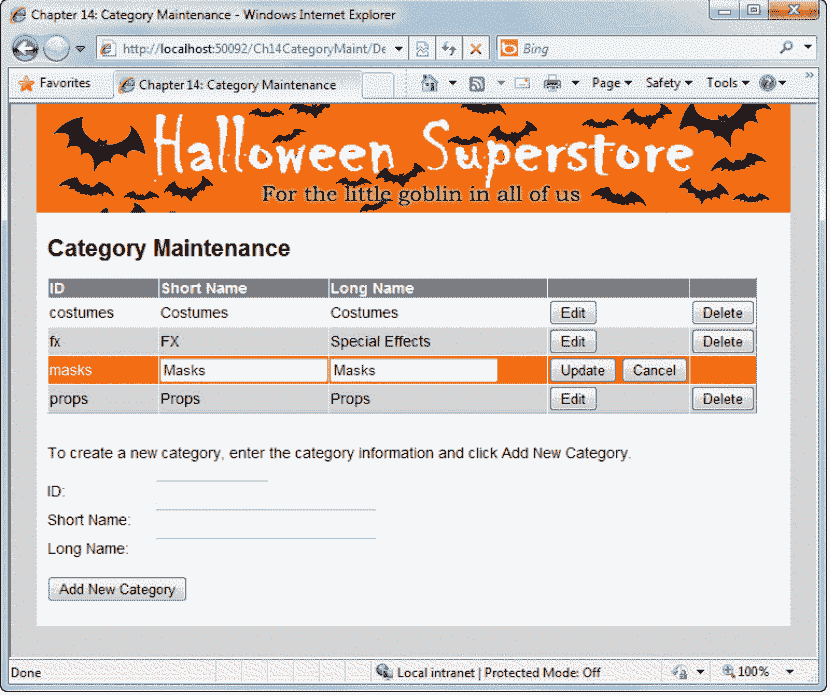 Chapter 14: Category Maintenance - Windows Internet Explorer
http://localhost:50092/Ch14CategoryMaint/De
Bing
Favorites
Chapter 14: Category Maintenance
Page
Safety
Tools
Halloween Superstore
For the little goblin in all of us
Category Maintenance
ID Short Name Long Name
costumes Costumes Costumes Edit Delete
fx FX Special Effects Edit Delete
masks Masks Masks Update Cancel
props Props Props Edit Delete
To create a new category, enter the category information and click Add New Category.
ID:
Short Name:
Long Name:
Add New Category
Done
Local intranet | Protected Mode: Off
100%